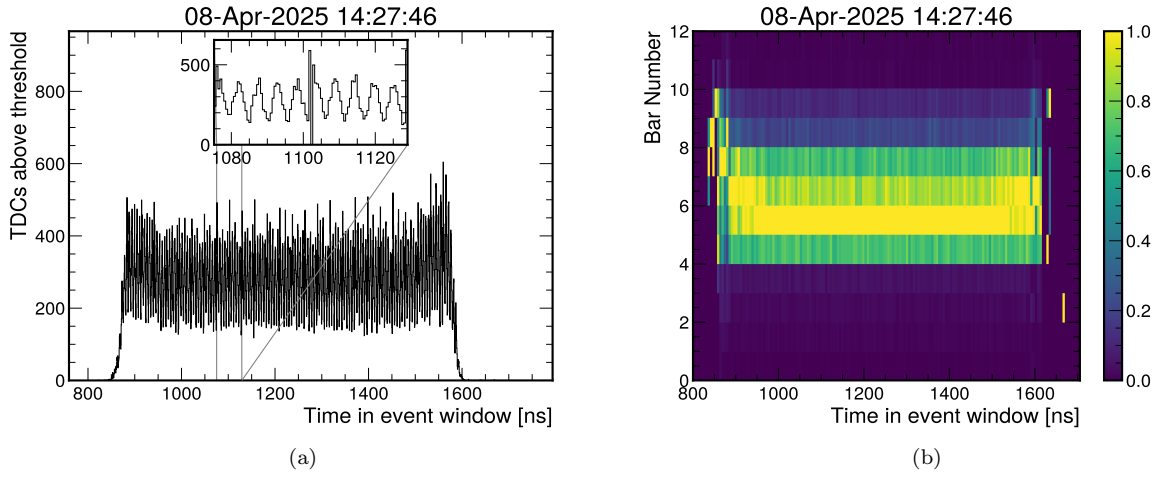 08-Apr-2025 14:27:46
TDCs above threshold
800
600
400
200
0
500
0
1080 1100 1120
800 1000 1200 1400 1600
Time in event window [ns]
(a)
08-Apr-2025 14:27:46
Bar Number
12
10
8
6
4
2
0
800 1000 1200 1400 1600
Time in event window [ns]
1.0
0.8
0.6
0.4
0.2
0.0
(b)